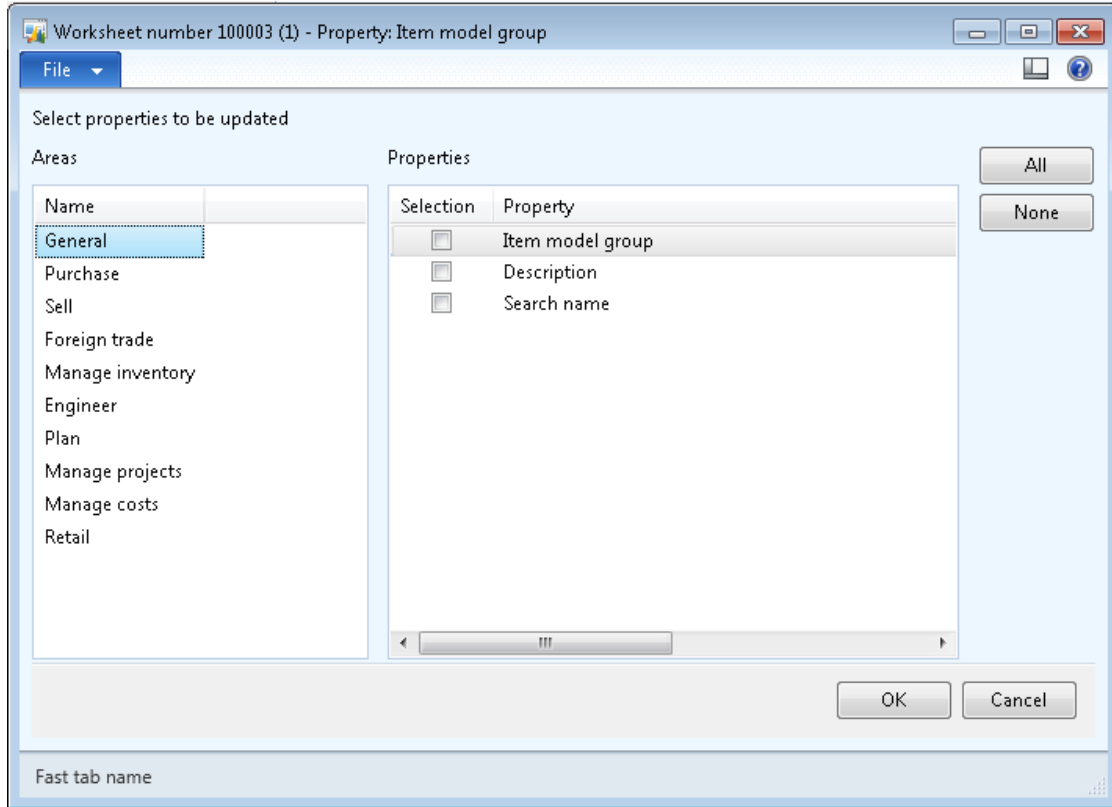 Worksheet number 100003 (1) - Property: Item model group
File
Select properties to be updated
Areas
Properties
All
None
Name
Selection Property
General
Item model group
Purchase
Description
Sell
Search name
Foreign trade
Manage inventory
Engineer
Plan
Manage projects
Manage costs
Retail
OK
Cancel
Fast tab name